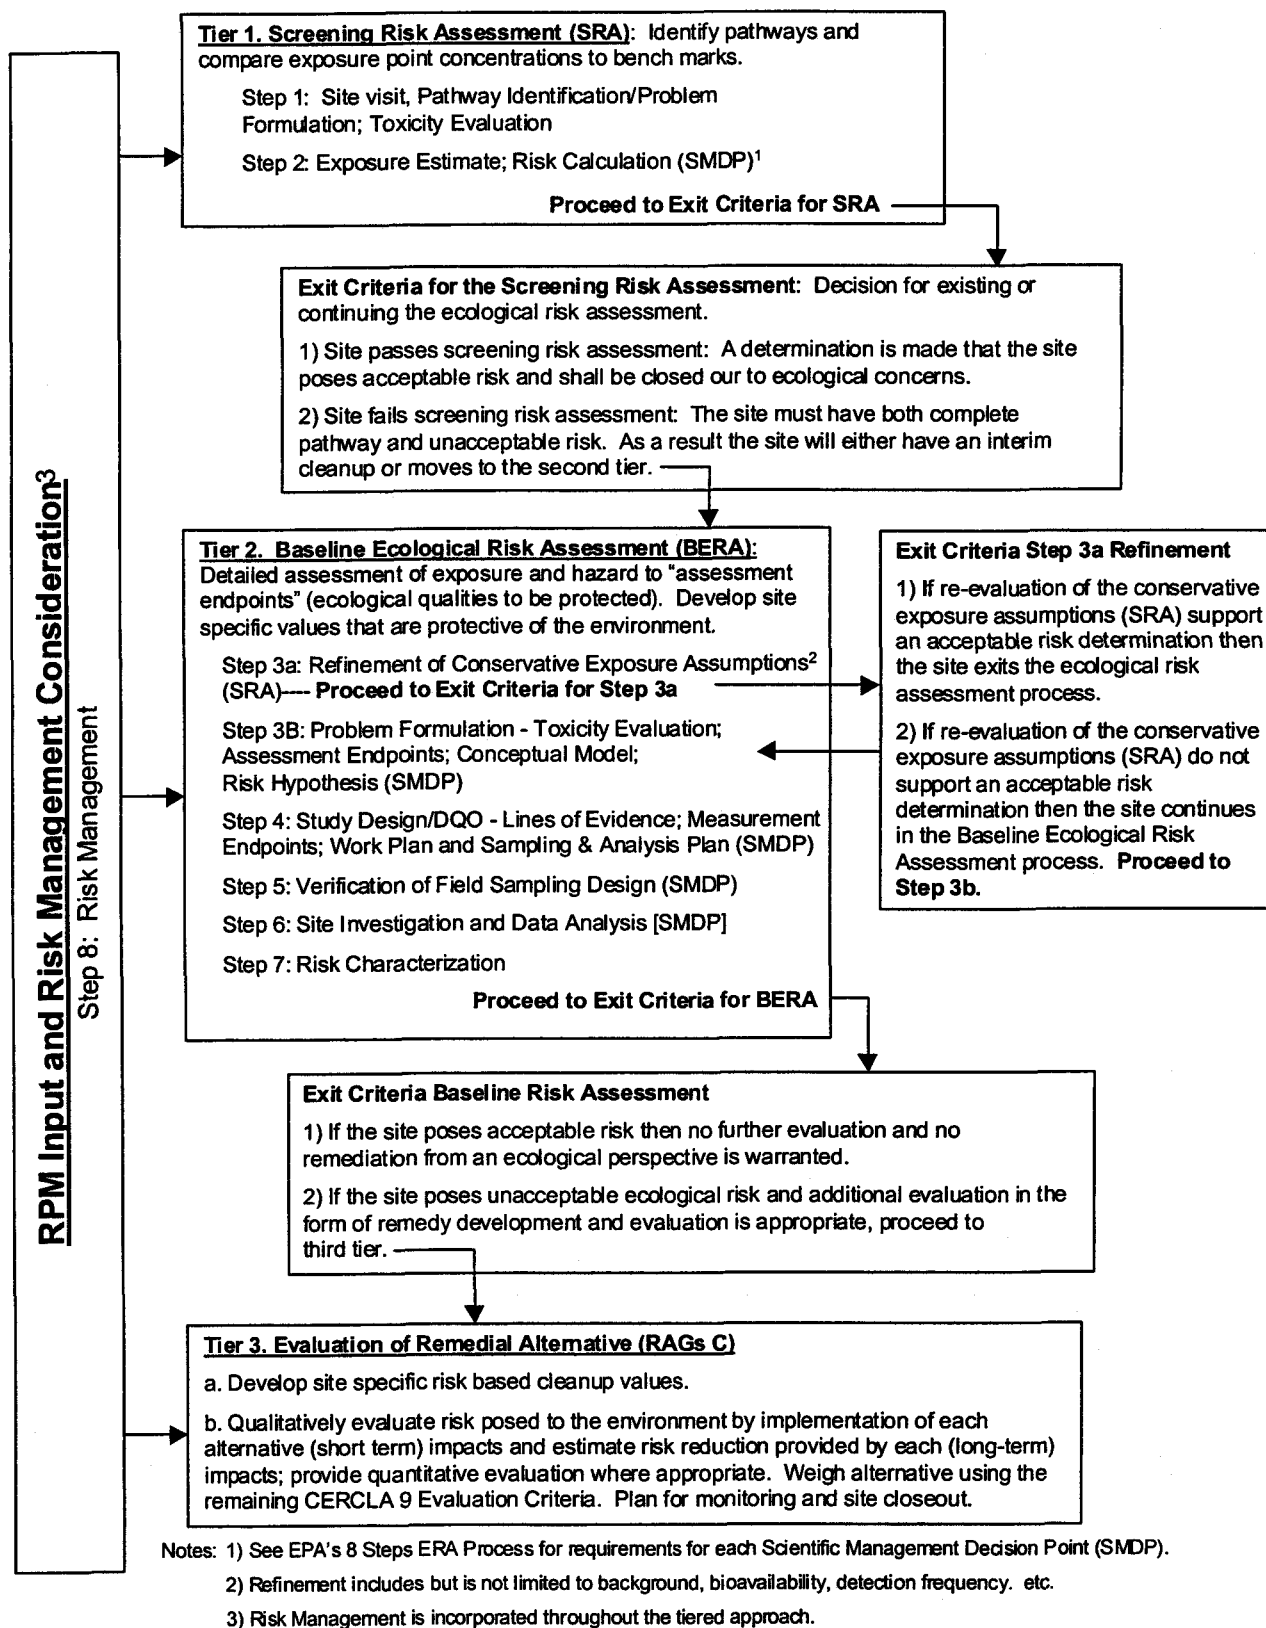 RPM Input and Risk Management Consideration³
Step 8: Risk Management
Tier 1. Screening Risk Assessment (SRA): Identify pathways and
compare exposure point concentrations to bench marks.
Step 1: Site visit, Pathway Identification/Problem
Formulation; Toxicity Evaluation
Step 2: Exposure Estimate; Risk Calculation (SMDP)¹
Proceed to Exit Criteria for SRA
Exit Criteria for the Screening Risk Assessment: Decision for existing or
continuing the ecological risk assessment.
1) Site passes screening risk assessment: A determination is made that the site
poses acceptable risk and shall be closed our to ecological concerns.
2) Site fails screening risk assessment: The site must have both complete
pathway and unacceptable risk. As a result the site will either have an interim
cleanup or moves to the second tier.
Tier 2. Baseline Ecological Risk Assessment (BERA):
Detailed assessment of exposure and hazard to "assessment
endpoints" (ecological qualities to be protected). Develop site
specific values that are protective of the environment.
Step 3a: Refinement of Conservative Exposure Assumptions²
(SRA)---- Proceed to Exit Criteria for Step 3a
Step 3B: Problem Formulation - Toxicity Evaluation;
Assessment Endpoints; Conceptual Model;
Risk Hypothesis (SMDP)
Step 4: Study Design/DQO - Lines of Evidence; Measurement
Endpoints; Work Plan and Sampling & Analysis Plan (SMDP)
Step 5: Verification of Field Sampling Design (SMDP)
Step 6: Site Investigation and Data Analysis [SMDP]
Step 7: Risk Characterization
Proceed to Exit Criteria for BERA
Exit Criteria Step 3a Refinement
1) If re-evaluation of the conservative
exposure assumptions (SRA) support
an acceptable risk determination then
the site exits the ecological risk
assessment process.
2) If re-evaluation of the conservative
exposure assumptions (SRA) do not
support an acceptable risk
determination then the site continues
in the Baseline Ecological Risk
Assessment process. Proceed to
Step 3b.
Exit Criteria Baseline Risk Assessment
1) If the site poses acceptable risk then no further evaluation and no
remediation from an ecological perspective is warranted.
2) If the site poses unacceptable ecological risk and additional evaluation in the
form of remedy development and evaluation is appropriate, proceed to
third tier.
Tier 3. Evaluation of Remedial Alternative (RAGs C)
a. Develop site specific risk based cleanup values.
b. Qualitatively evaluate risk posed to the environment by implementation of each
alternative (short term) impacts and estimate risk reduction provided by each (long-term)
impacts; provide quantitative evaluation where appropriate. Weigh alternative using the
remaining CERCLA 9 Evaluation Criteria. Plan for monitoring and site closeout.
Notes: 1) See EPA's 8 Steps ERA Process for requirements for each Scientific Management Decision Point (SMDP).
2) Refinement includes but is not limited to background, bioavailability, detection frequency. etc.
3) Risk Management is incorporated throughout the tiered approach.